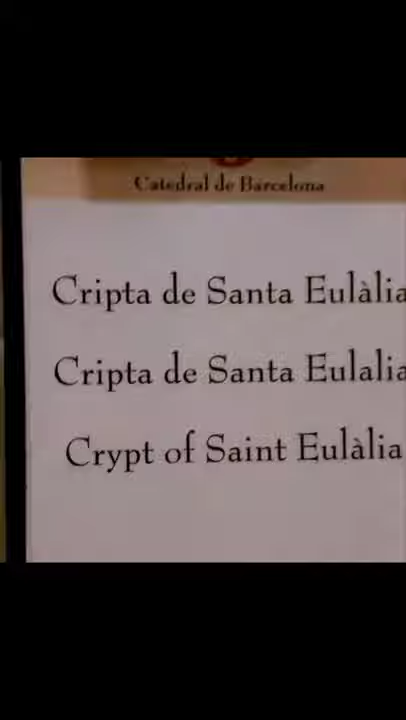 Catedral de Barcelona
Cripta de Santa Eulàlia
Cripta de Santa Eulalia
Crypt of Saint Eulàlia